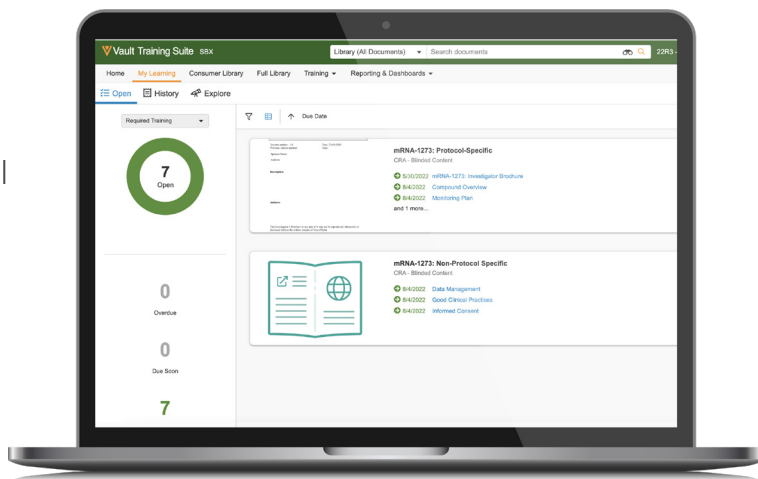 Vault Training Suite SBX
Library (All Documents)
Search documents
22R3 -
Home My Learning Consumer Library Full Library Training Reporting & Dashboards
Open History Explore
Required Training
Due Date
7
Open
mRNA-1273: Protocol-Specific
CRA - Blinded Content
5/30/2022 mRNA-1273: Investigator Brochure
8/4/2022 Compound Overview
8/4/2022 Monitoring Plan
and 1 more...
0
Overdue
mRNA-1273: Non-Protocol Specific
CRA - Blinded Content
8/4/2022 Data Management
8/4/2022 Good Clinical Practices
8/4/2022 Informed Consent
0
Due Soon
7